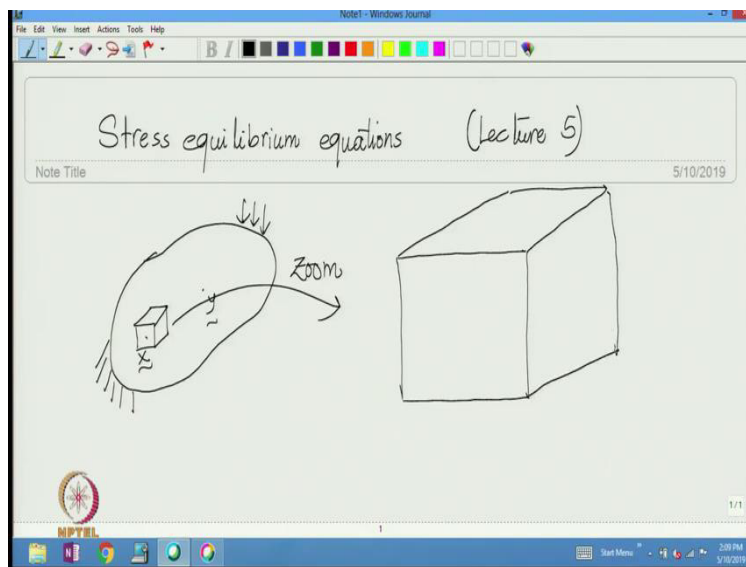 Note1 - Windows Journal
File Edit View Insert Actions Tools Help
B I
Stress equilibrium equations (Lecture 5)
Note Title
5/10/2019
Zoom
y
x
1/1
NPTEL
1
Start Menu
2:09 PM
5/10/2019